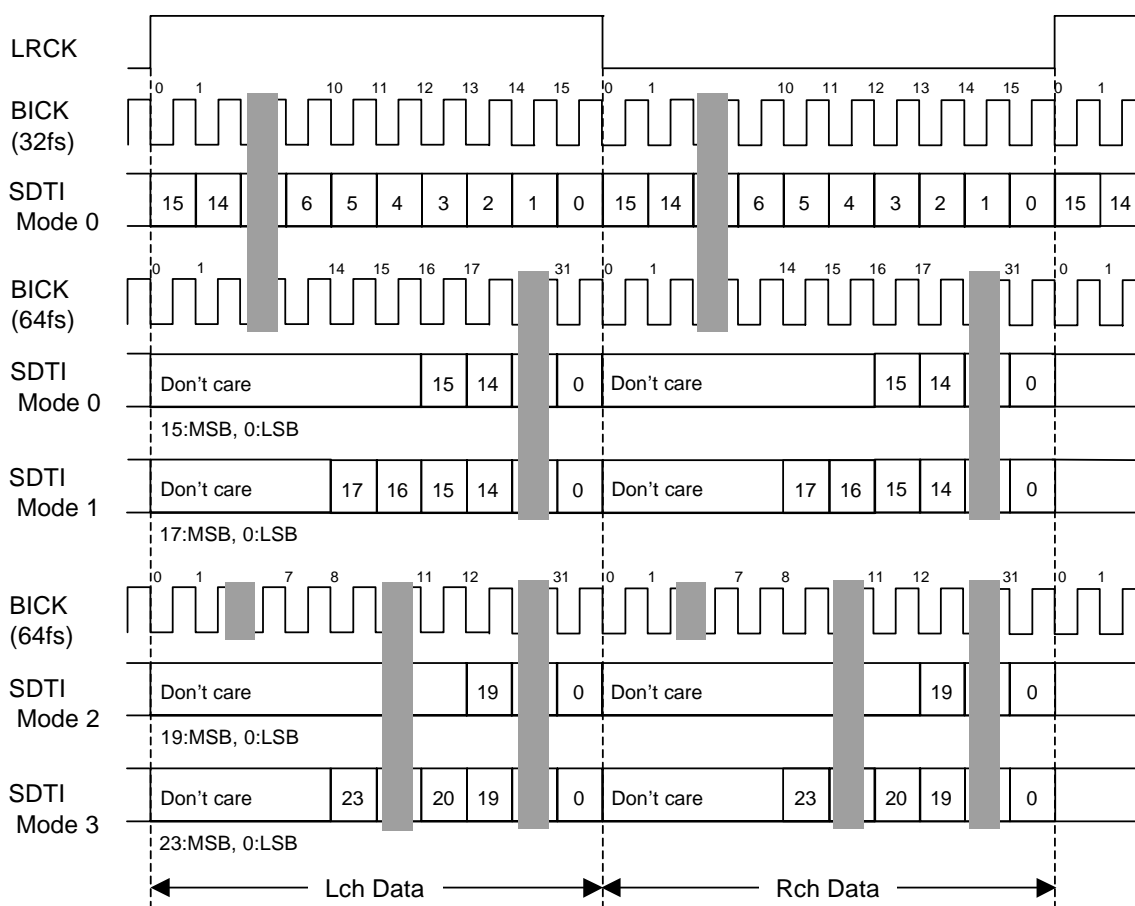 LRCK
0 1 10 11 12 13 14 15 0 1 10 11 12 13 14 15 0 1
BICK
(32fs)
SDTI
Mode 0
15 14 6 5 4 3 2 1 0 15 14 6 5 4 3 2 1 0 15 14
0 1 14 15 16 17 31 0 1 14 15 16 17 31 0 1
BICK
(64fs)
SDTI
Mode 0
Don't care 15 14 0 Don't care 15 14 0
15:MSB, 0:LSB
SDTI
Mode 1
Don't care 17 16 15 14 0 Don't care 17 16 15 14 0
17:MSB, 0:LSB
0 1 7 8 11 12 31 0 1 7 8 11 12 31 0 1
BICK
(64fs)
SDTI
Mode 2
Don't care 19 0 Don't care 19 0
19:MSB, 0:LSB
SDTI
Mode 3
Don't care 23 20 19 0 Don't care 23 20 19 0
23:MSB, 0:LSB
Lch Data Rch Data